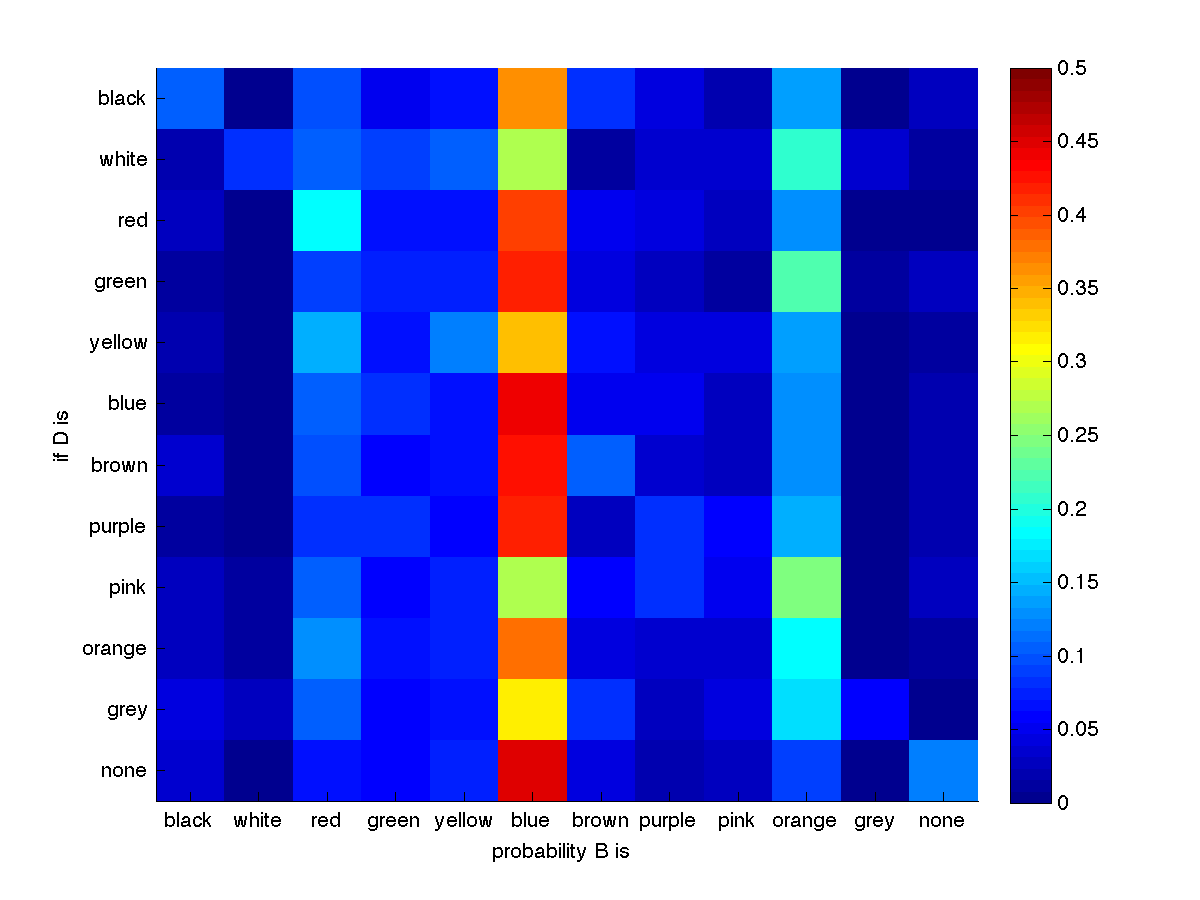 black
white
red
green
yellow
blue
brown
purple
pink
orange
grey
none
if D is
black white red green yellow blue brown purple pink orange grey none
probability B is
0.5
0.45
0.4
0.35
0.3
0.25
0.2
0.15
0.1
0.05
0